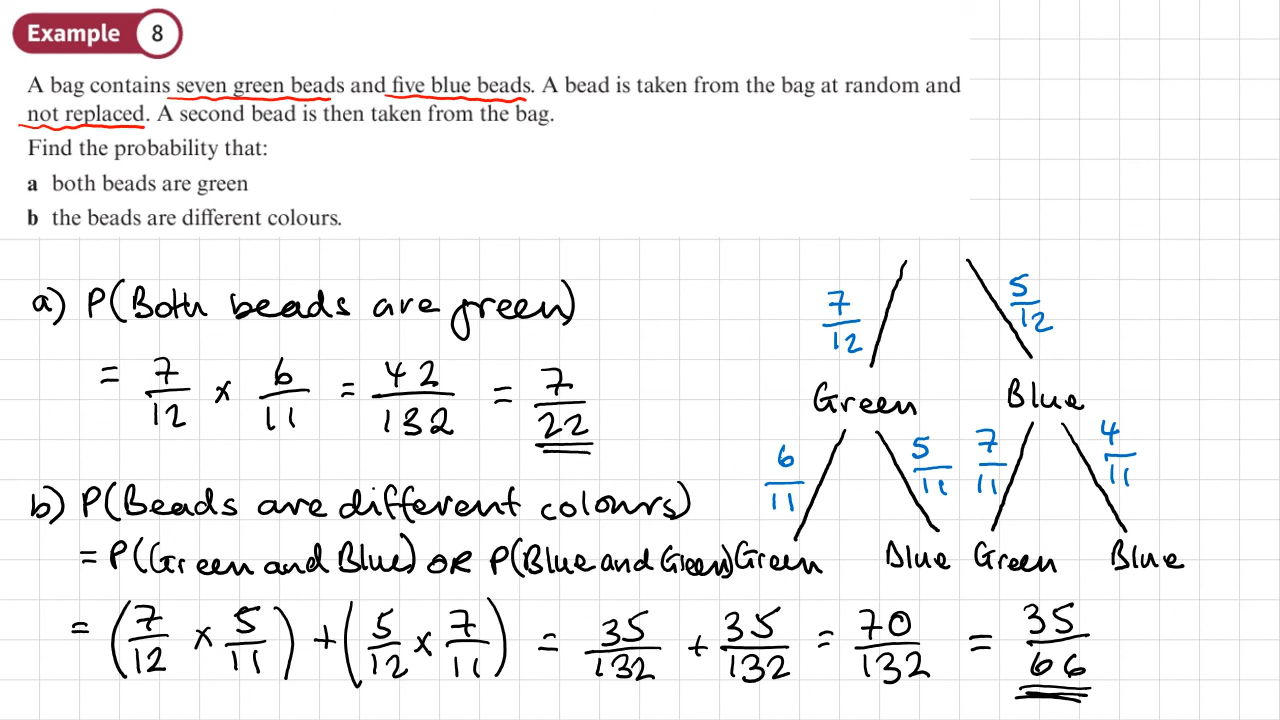 Example 8
A bag contains seven green beads and five blue beads. A bead is taken from the bag at random and
not replaced. A second bead is then taken from the bag.
Find the probability that:
a both beads are green
b the beads are different colours.
a) P(Both beads are green)
= 7/12 × 6/11 = 42/132 = 7/22
b) P(Beads are different colours)
= P(Green and Blue) OR P(Blue and Green)
= (7/12 × 5/11) + (5/12 × 7/11) = 35/132 + 35/132 = 70/132 = 35/66
7/12 5/12
Green Blue
6/11 5/11 7/11 4/11
Green Blue Green Blue